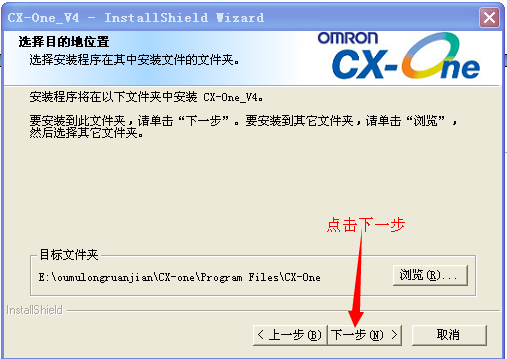 CX-One_V4 - InstallShield Wizard
选择目的地位置
选择安装程序在其中安装文件的文件夹。
OMRON
CX-One
安装程序将在以下文件夹中安装 CX-One_V4。
要安装到此文件夹，请单击“下一步”。要安装到其它文件夹，请单击“浏览”，
然后选择其它文件夹。
点击下一步
目标文件夹
E:\oumulongruanjian\CX-one\Program Files\CX-One
浏览(R)...
InstallShield
< 上一步(B) 下一步(N) > 取消